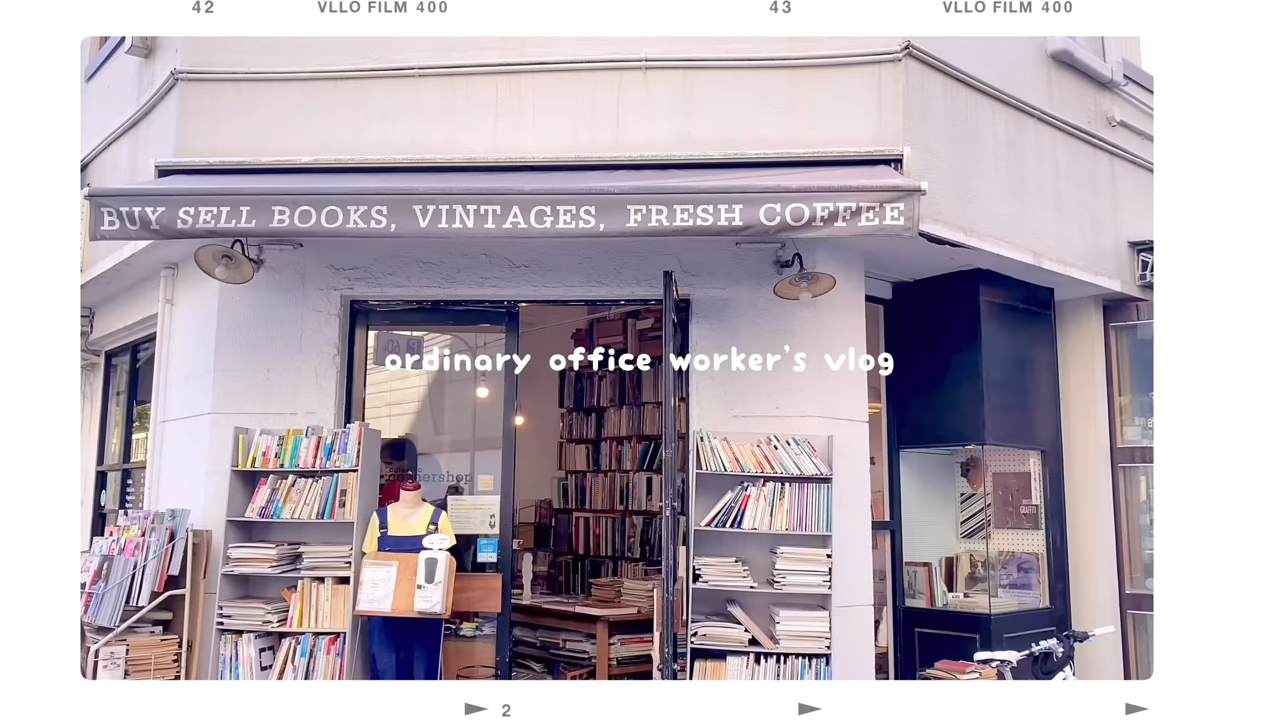 42 VLLO FILM 400 43 VLLO FILM 400
BUY SELL BOOKS, VINTAGES, FRESH COFFEE
ordinary office worker's vlog
cornershop
2